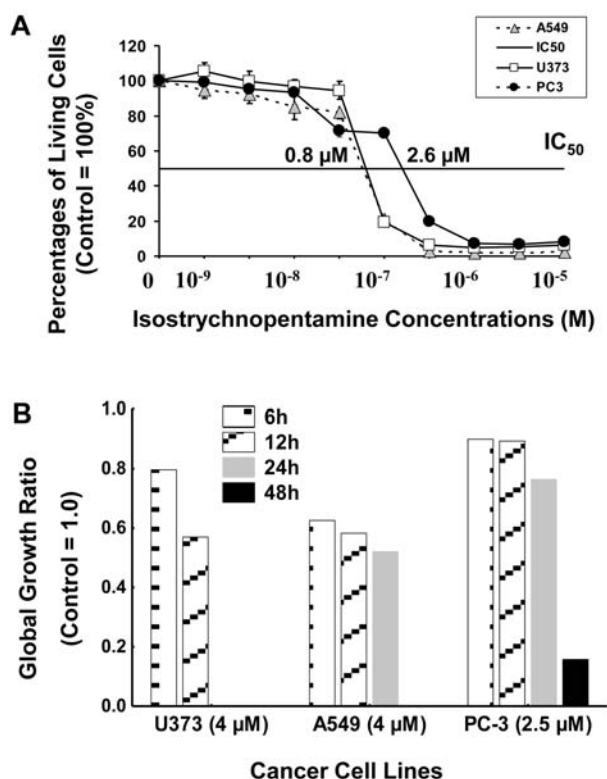 A
A549
IC50
U373
PC3
Percentages of Living Cells
(Control = 100%)
120
100
80
60
40
20
0
0.8 µM
2.6 µM
IC₅₀
0 10⁻⁹ 10⁻⁸ 10⁻⁷ 10⁻⁶ 10⁻⁵
Isostrychnopentamine Concentrations (M)
B
6h
12h
24h
48h
Global Growth Ratio
(Control = 1.0)
1.0
0.8
0.6
0.4
0.2
0.0
U373 (4 µM) A549 (4 µM) PC-3 (2.5 µM)
Cancer Cell Lines